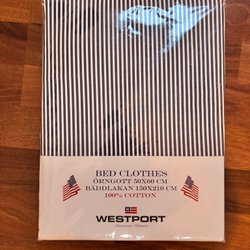 BED CLOTHES
ÖRNGOTT 50X60 CM
BÄDDLAKAN 150X210 CM
100% COTTON
WESTPORT
American Classics